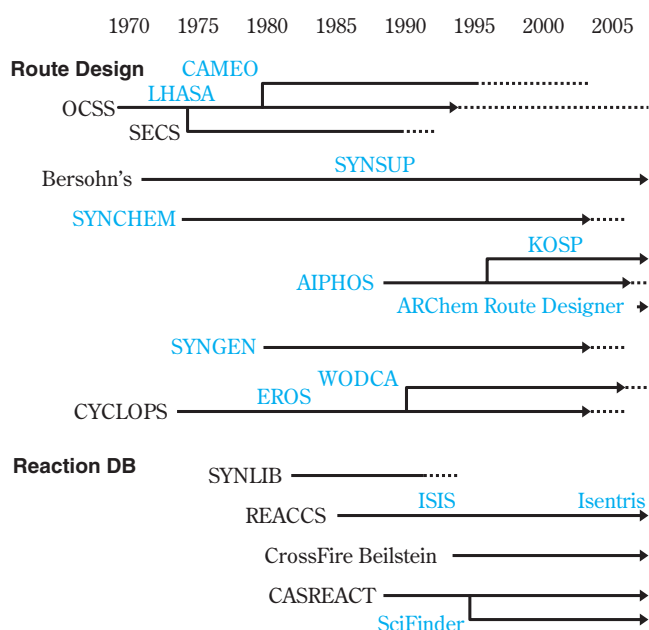 1970 1975 1980 1985 1990 1995 2000 2005
Route Design
CAMEO
LHASA
OCSS
SECS
Bersohn's
SYNSUP
SYNCHEM
KOSP
AIPHOS
ARChem Route Designer
SYNGEN
WODCA
EROS
CYCLOPS
Reaction DB
SYNLIB
ISIS
Isentris
REACCS
CrossFire Beilstein
CASREACT
SciFinder